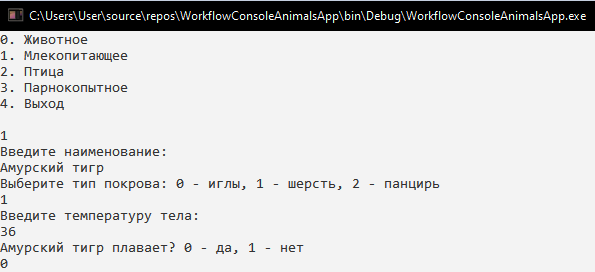 C:\Users\User\source\repos\WorkflowConsoleAnimalsApp\bin\Debug\WorkflowConsoleAnimalsApp.exe
0. Животное
1. Млекопитающее
2. Птица
3. Парнокопытное
4. Выход
1
Введите наименование:
Амурский тигр
Выберите тип покрова: 0 - иглы, 1 - шерсть, 2 - панцирь
1
Введите температуру тела:
36
Амурский тигр плавает? 0 - да, 1 - нет
0